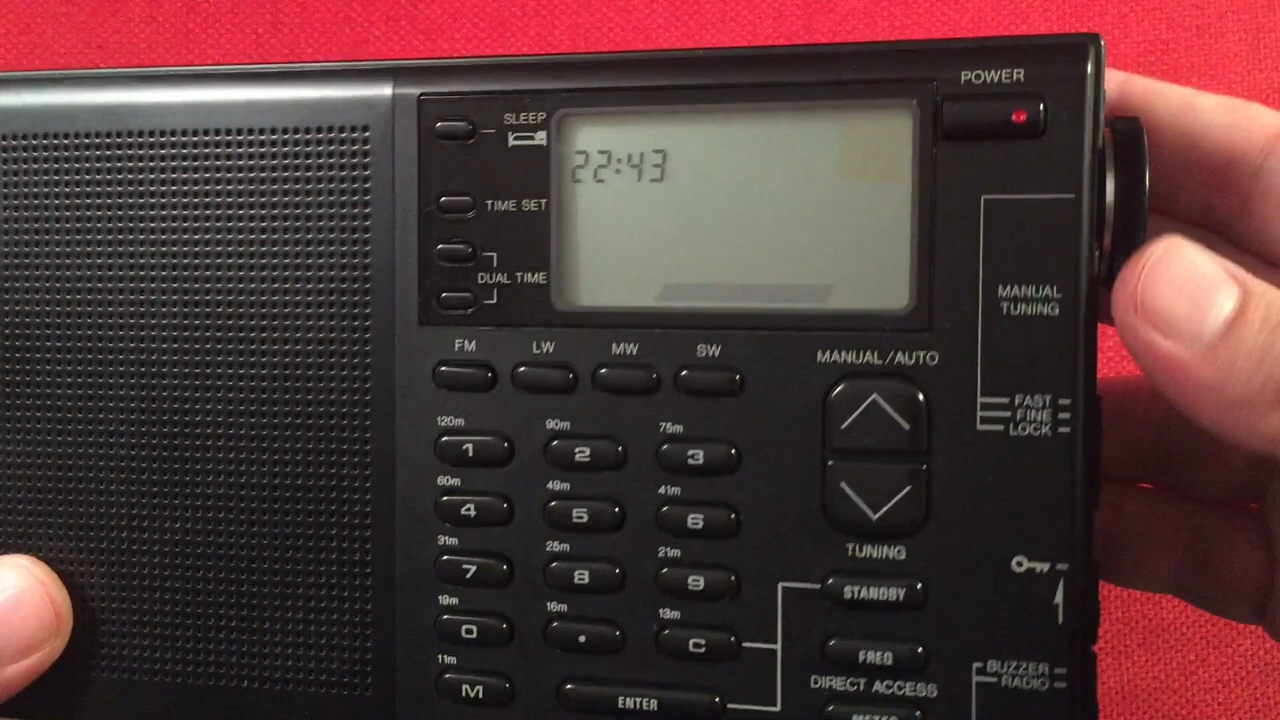 POWER
SLEEP
22:43
TIME SET
DUAL TIME
MANUAL
TUNING
FAST
FINE
LOCK
FM LW MW SW
MANUAL/AUTO
120m 90m 75m
1 2 3
60m 49m 41m
4 5 6
31m 25m 21m
7 8 9
19m 16m 13m
0 . C
11m
M ENTER
TUNING
STANDBY
FREQ
DIRECT ACCESS
METER
BUZZER
RADIO